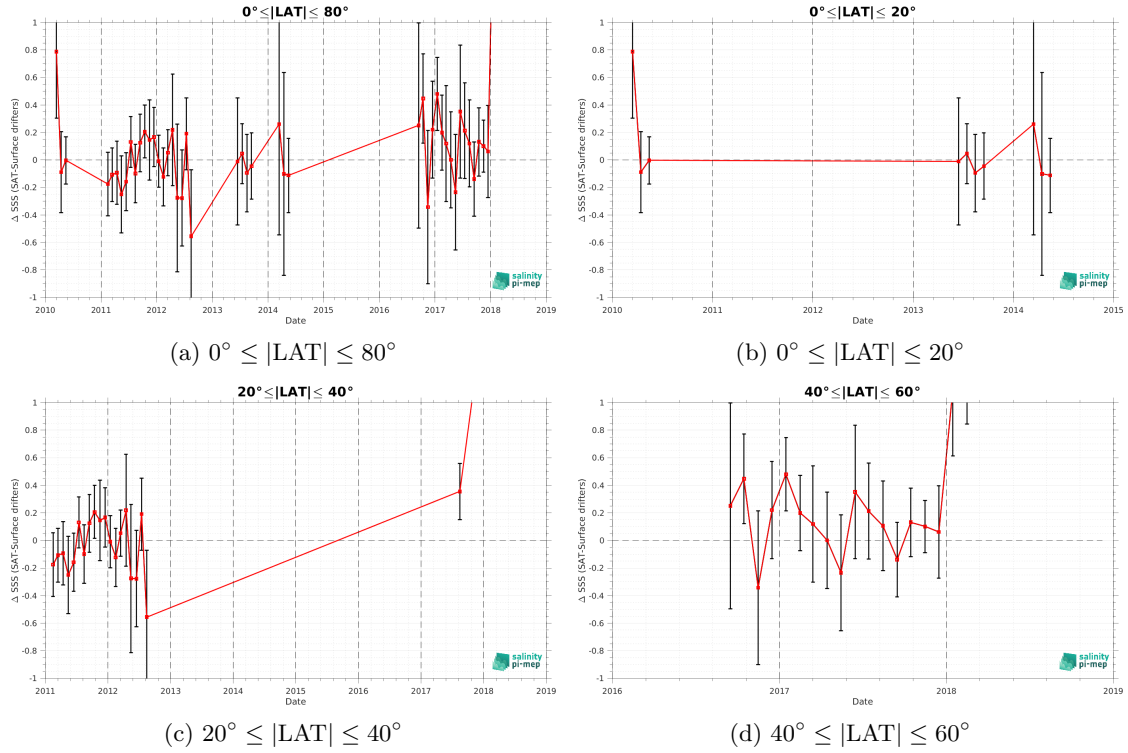 0°≤|LAT|≤ 80°
Δ SSS (SAT-Surface drifters)
1
0.8
0.6
0.4
0.2
0
-0.2
-0.4
-0.6
-0.8
-1
2010 2011 2012 2013 2014 2015 2016 2017 2018 2019
Date
salinity
pi-mep
(a) 0° ≤ |LAT| ≤ 80°
0°≤|LAT|≤ 20°
Δ SSS (SAT-Surface drifters)
1
0.8
0.6
0.4
0.2
0
-0.2
-0.4
-0.6
-0.8
-1
2010 2011 2012 2013 2014 2015
Date
salinity
pi-mep
(b) 0° ≤ |LAT| ≤ 20°
20°≤|LAT|≤ 40°
Δ SSS (SAT-Surface drifters)
1
0.8
0.6
0.4
0.2
0
-0.2
-0.4
-0.6
-0.8
-1
2011 2012 2013 2014 2015 2016 2017 2018 2019
Date
salinity
pi-mep
(c) 20° ≤ |LAT| ≤ 40°
40°≤|LAT|≤ 60°
Δ SSS (SAT-Surface drifters)
1
0.8
0.6
0.4
0.2
0
-0.2
-0.4
-0.6
-0.8
-1
2016 2017 2018 2019
Date
salinity
pi-mep
(d) 40° ≤ |LAT| ≤ 60°